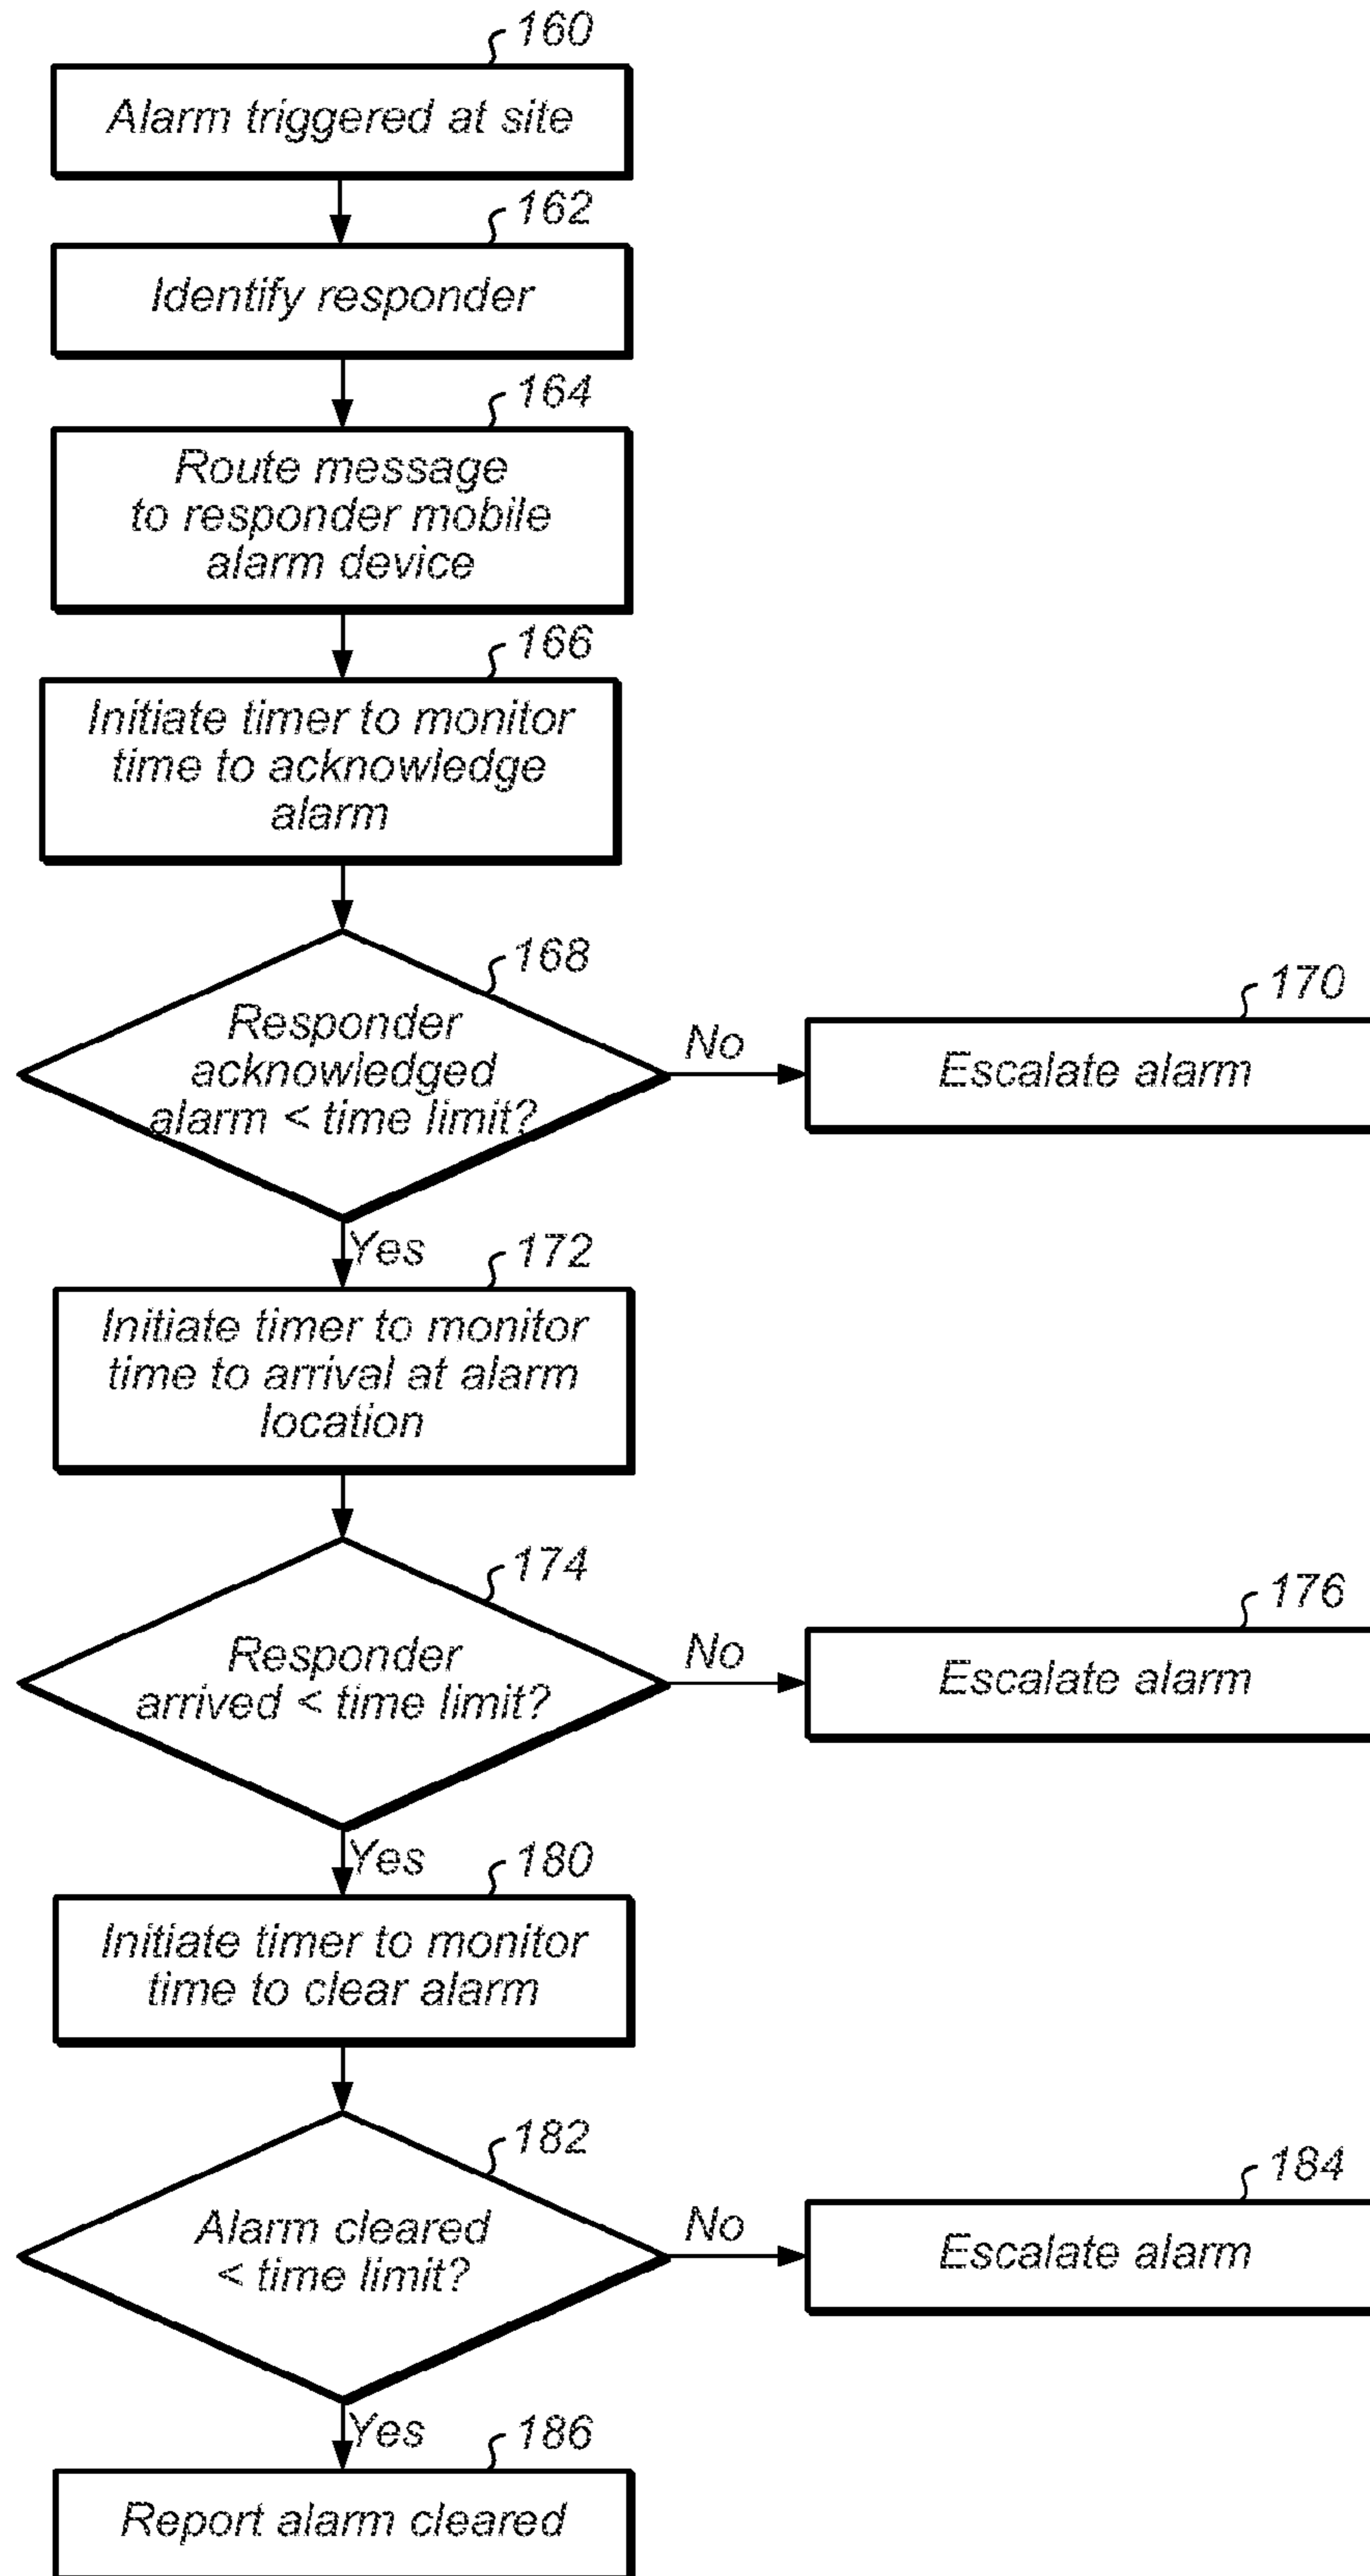 160
Alarm triggered at site
162
Identify responder
164
Route message
to responder mobile
alarm device
166
Initiate timer to monitor
time to acknowledge
alarm
168
Responder
acknowledged
alarm < time limit?
No
170
Escalate alarm
Yes
172
Initiate timer to monitor
time to arrival at alarm
location
174
Responder
arrived < time limit?
No
176
Escalate alarm
Yes
180
Initiate timer to monitor
time to clear alarm
182
Alarm cleared
< time limit?
No
184
Escalate alarm
Yes
186
Report alarm cleared